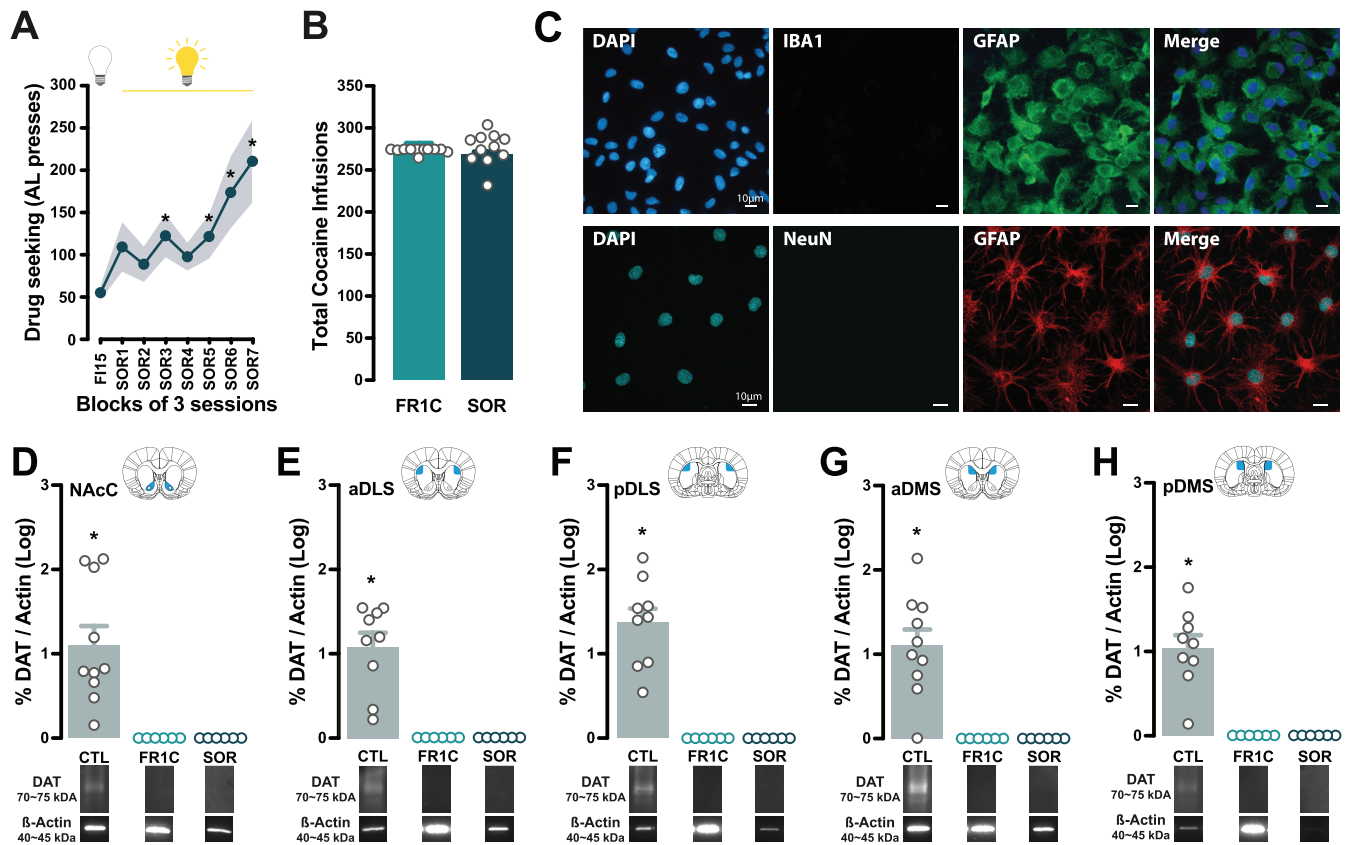 A
300
250
200
150
100
50
0
Drug seeking (AL presses)
*
*
*
*
FI15
SOR1
SOR2
SOR3
SOR4
SOR5
SOR6
SOR7
Blocks of 3 sessions
B
350
300
250
200
150
100
50
0
Total Cocaine Infusions
FR1C SOR
C
DAPI IBA1 GFAP Merge
10µm
DAPI NeuN GFAP Merge
10µm
D
NAcC
3
2
1
0
% DAT / Actin (Log)
*
CTL FR1C SOR
DAT
70~75 kDA
ß-Actin
40~45 kDa
E
aDLS
3
2
1
0
% DAT / Actin (Log)
*
CTL FR1C SOR
DAT
70~75 kDA
ß-Actin
40~45 kDa
F
pDLS
3
2
1
0
% DAT / Actin (Log)
*
CTL FR1C SOR
DAT
70~75 kDA
ß-Actin
40~45 kDa
G
aDMS
3
2
1
0
% DAT / Actin (Log)
*
CTL FR1C SOR
DAT
70~75 kDA
ß-Actin
40~45 kDa
H
pDMS
3
2
1
0
% DAT / Actin (Log)
*
CTL FR1C SOR
DAT
70~75 kDA
ß-Actin
40~45 kDa